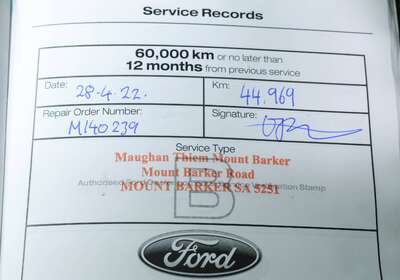 Service Records
60,000 km or no later than
12 months from previous service
Date: 28.4.22.
Km: 44.969
Repair Order Number: M140239
Signature:
Service Type
B
Maughan Thiem Mount Barker
Mount Barker Road
Authorised Stamp
MOUNT BARKER SA 5251
Ford